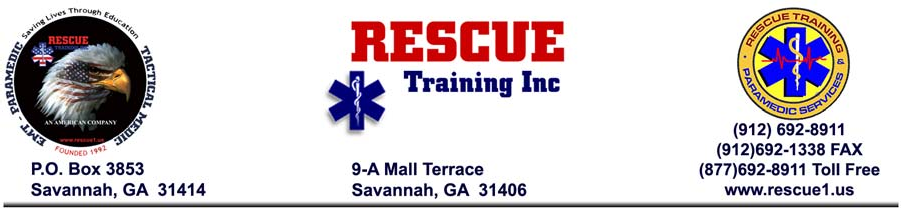 Saving Lives Through Education
EMT - PARAMEDIC
TACTICAL MEDIC
RESCUE
TRAINING INC
AN AMERICAN COMPANY
www.rescue1.us
FOUNDED 1992
P.O. Box 3853
Savannah, GA 31414
RESCUE
Training Inc
9-A Mall Terrace
Savannah, GA 31406
RESCUE TRAINING &
PARAMEDIC SERVICES
(912) 692-8911
(912)692-1338 FAX
(877)692-8911 Toll Free
www.rescue1.us